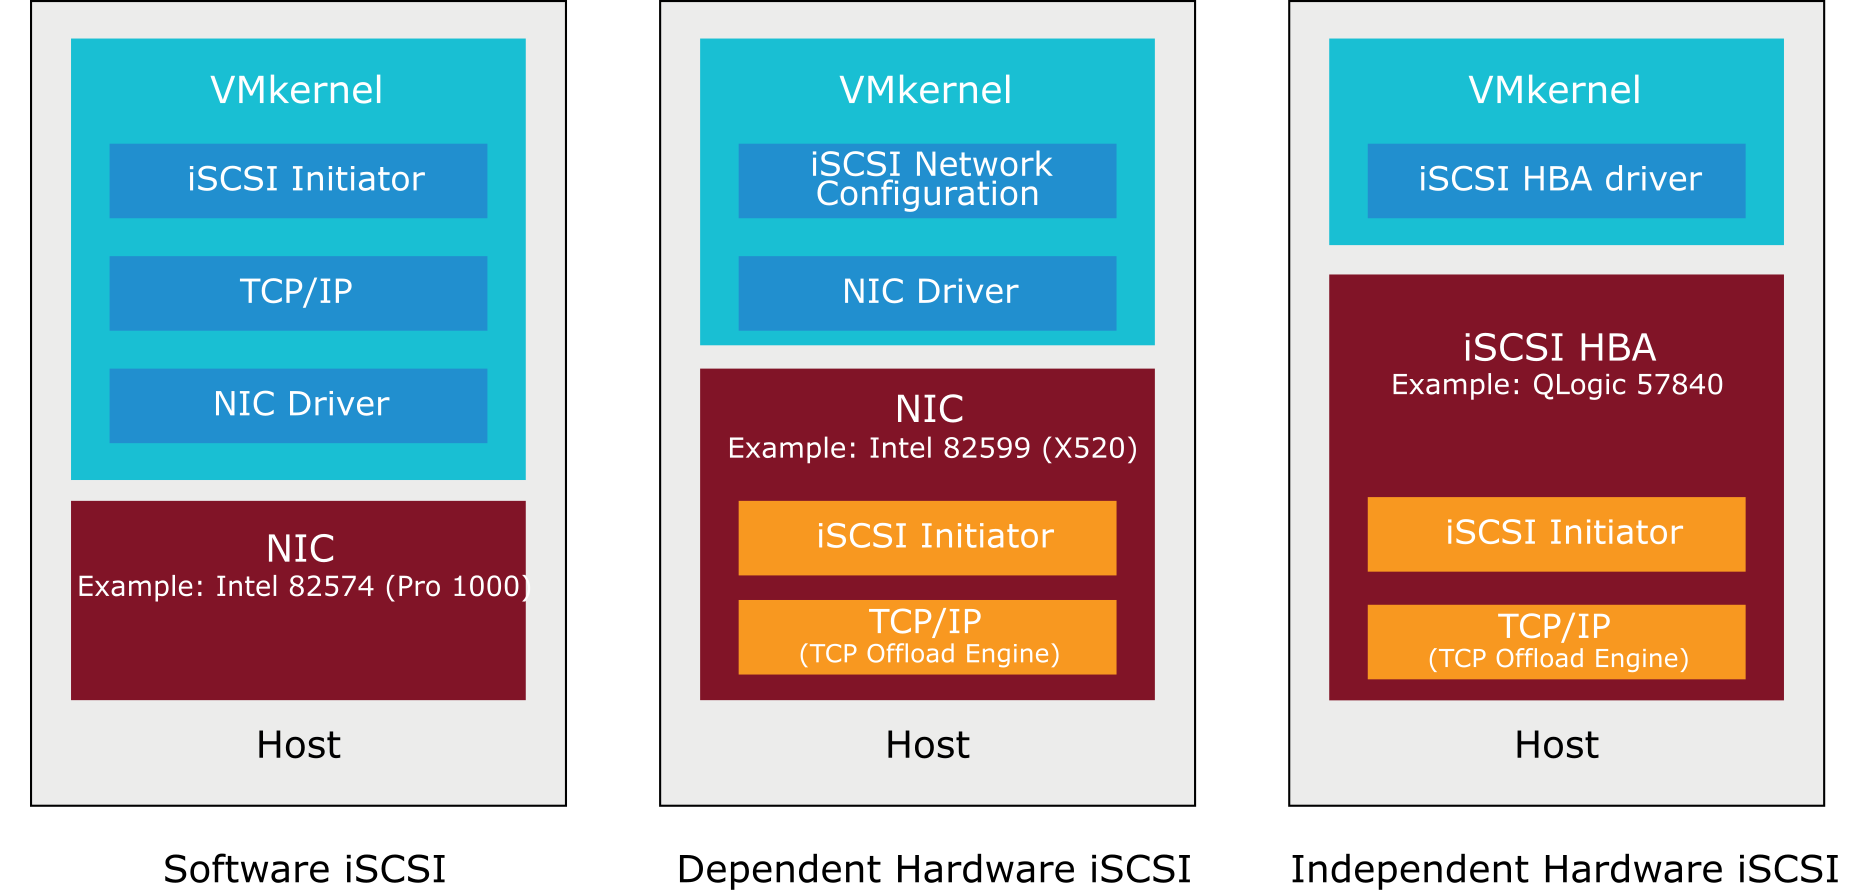 VMkernel
iSCSI Initiator
TCP/IP
NIC Driver
NIC
Example: Intel 82574 (Pro 1000)
Host
Software iSCSI
VMkernel
iSCSI Network
Configuration
NIC Driver
NIC
Example: Intel 82599 (X520)
iSCSI Initiator
TCP/IP
(TCP Offload Engine)
Host
Dependent Hardware iSCSI
VMkernel
iSCSI HBA driver
iSCSI HBA
Example: QLogic 57840
iSCSI Initiator
TCP/IP
(TCP Offload Engine)
Host
Independent Hardware iSCSI